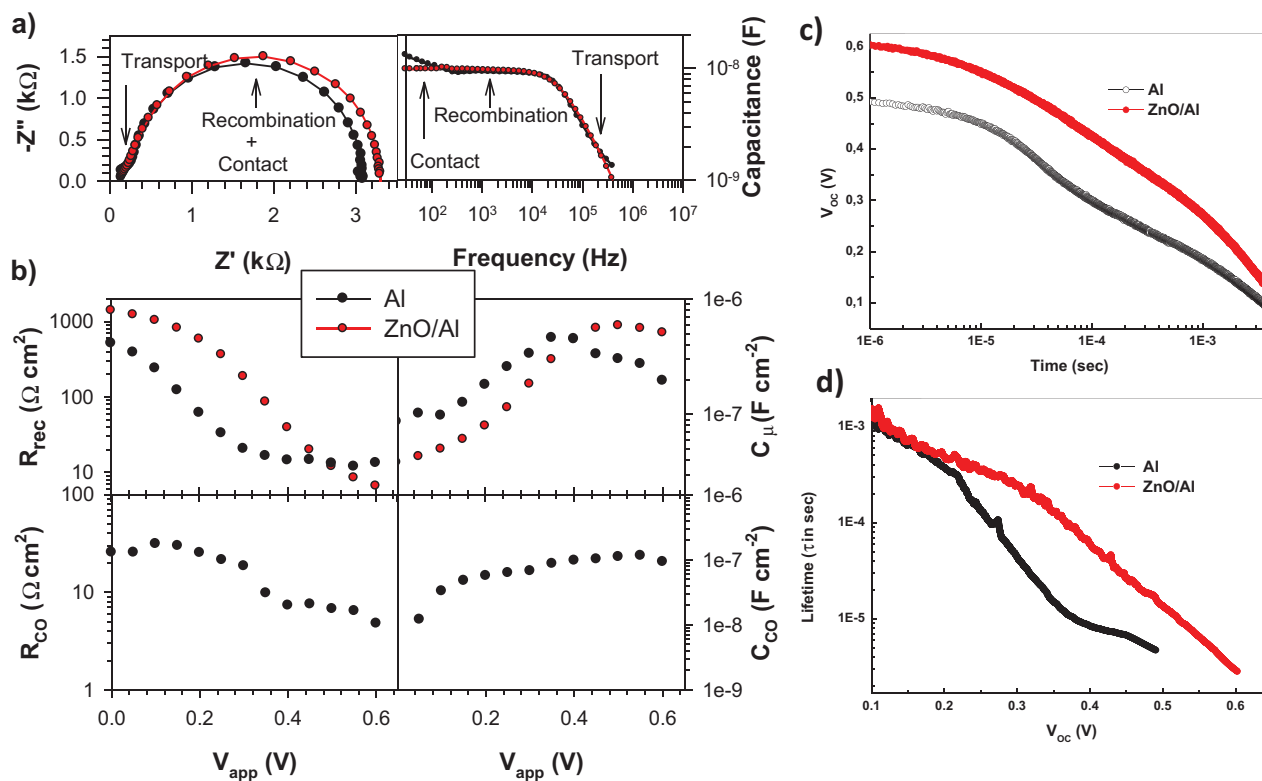 a)
-Z" (kΩ)
1.5
1.0
0.5
0.0
Transport
Recombination
+
Contact
0
1
2
3
Z' (kΩ)
Transport
Recombination
Contact
10²
10³
10⁴
10⁵
10⁶
10⁷
Frequency (Hz)
10⁻⁸
10⁻⁹
Capacitance (F)
b)
Al
ZnO/Al
1000
100
10
R_rec (Ω cm²)
1e-6
1e-7
C_μ (F cm⁻²)
100
10
1
R_CO (Ω cm²)
1e-6
1e-7
1e-8
1e-9
C_CO (F cm⁻²)
0.0
0.2
0.4
0.6
V_app (V)
0.2
0.4
0.6
V_app (V)
c)
0,6
0,5
0,4
0,3
0,2
0,1
V_oc (V)
Al
ZnO/Al
1E-6
1E-5
1E-4
1E-3
Time (sec)
d)
1E-3
1E-4
1E-5
Lifetime (τ in sec)
Al
ZnO/Al
0.1
0.2
0.3
0.4
0.5
0.6
V_oc (V)